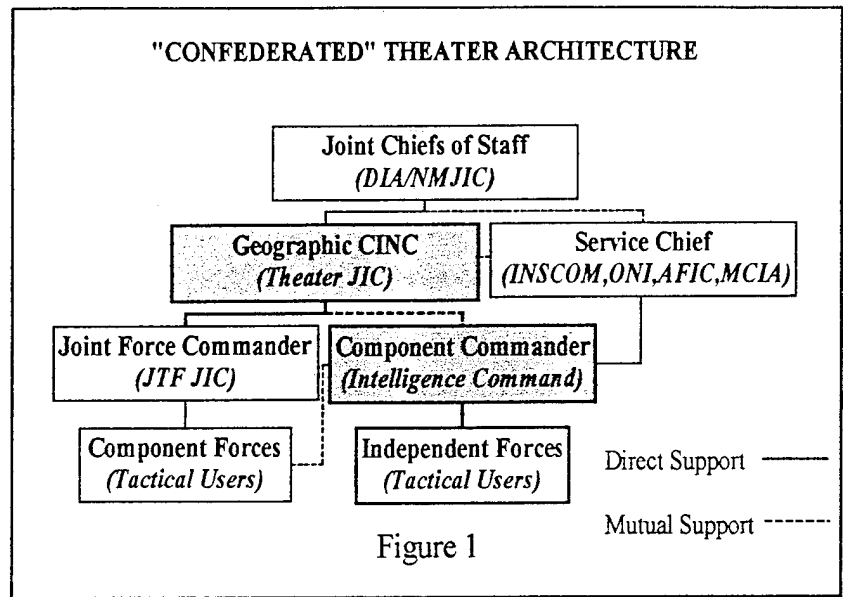 "CONFEDERATED" THEATER ARCHITECTURE
Joint Chiefs of Staff
(DIA/NMJIC)
Geographic CINC
(Theater JIC)
Service Chief
(INSCOM,ONI,AFIC,MCIA)
Joint Force Commander
(JTF JIC)
Component Commander
(Intelligence Command)
Component Forces
(Tactical Users)
Independent Forces
(Tactical Users)
Direct Support
Mutual Support
Figure 1